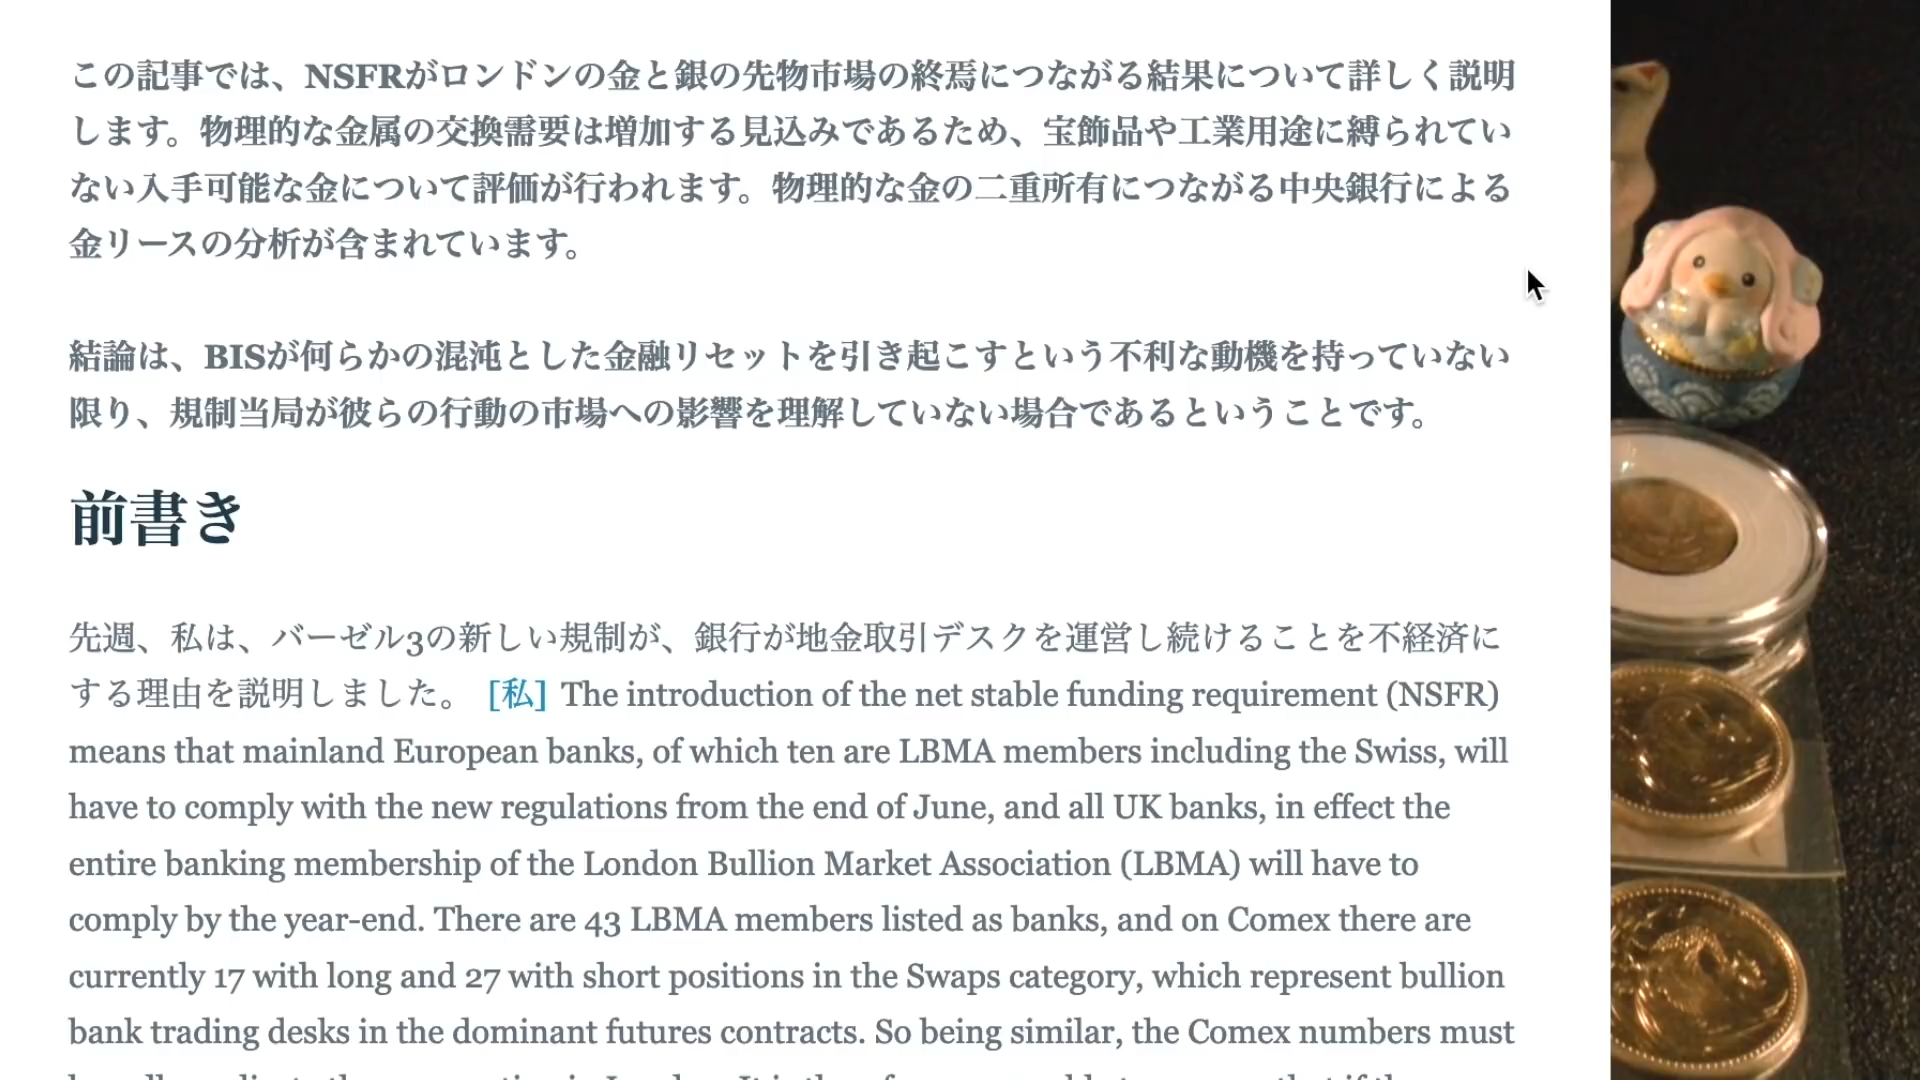 この記事では、NSFRがロンドンの金と銀の先物市場の終焉につながる結果について詳しく説明
します。物理的な金属の交換需要は増加する見込みであるため、宝飾品や工業用途に縛られてい
ない入手可能な金について評価が行われます。物理的な金の二重所有につながる中央銀行による
金リースの分析が含まれています。
結論は、BISが何らかの混沌とした金融リセットを引き起こすという不利な動機を持っていない
限り、規制当局が彼らの行動の市場への影響を理解していない場合であるということです。
前書き
先週、私は、バーゼル3の新しい規制が、銀行が地金取引デスクを運営し続けることを不経済に
する理由を説明しました。 [私] The introduction of the net stable funding requirement (NSFR)
means that mainland European banks, of which ten are LBMA members including the Swiss, will
have to comply with the new regulations from the end of June, and all UK banks, in effect the
entire banking membership of the London Bullion Market Association (LBMA) will have to
comply by the year-end. There are 43 LBMA members listed as banks, and on Comex there are
currently 17 with long and 27 with short positions in the Swaps category, which represent bullion
bank trading desks in the dominant futures contracts. So being similar, the Comex numbers must